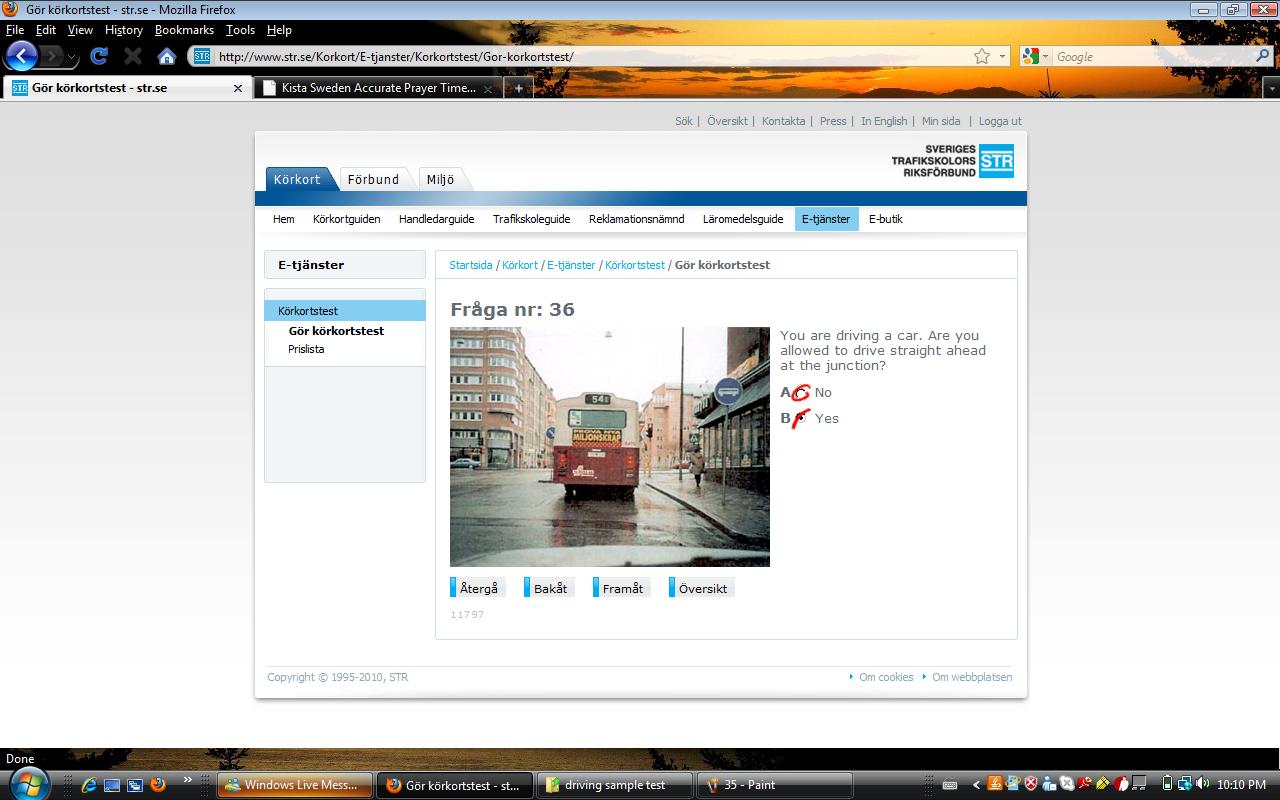 Gör körkortstest - str.se - Mozilla Firefox
File Edit View History Bookmarks Tools Help
STR http://www.str.se/Korkort/E-tjanster/Korkortstest/Gor-korkortstest/ Google
STR Gör körkortstest - str.se Kista Sweden Accurate Prayer Time...
Sök | Översikt | Kontakta | Press | In English | Min sida | Logga ut
SVERIGES
TRAFIKSKOLORS STR
RIKSFÖRBUND
Körkort Förbund Miljö
Hem Körkortguiden Handledarguide Trafikskoleguide Reklamationsnämnd Läromedelsguide E-tjänster E-butik
E-tjänster
Startsida / Körkort / E-tjänster / Körkortstest / Gör körkortstest
Körkortstest
Gör körkortstest
Prislista
Fråga nr: 36
You are driving a car. Are you
allowed to drive straight ahead
at the junction?
A No
B Yes
54
PROVA NYA
MILJONSKRAP
Återgå Bakåt Framåt Översikt
11797
Copyright © 1995-2010, STR Om cookies Om webbplatsen
Done
Windows Live Mess... Gör körkortstest - st... driving sample test 35 - Paint 10:10 PM